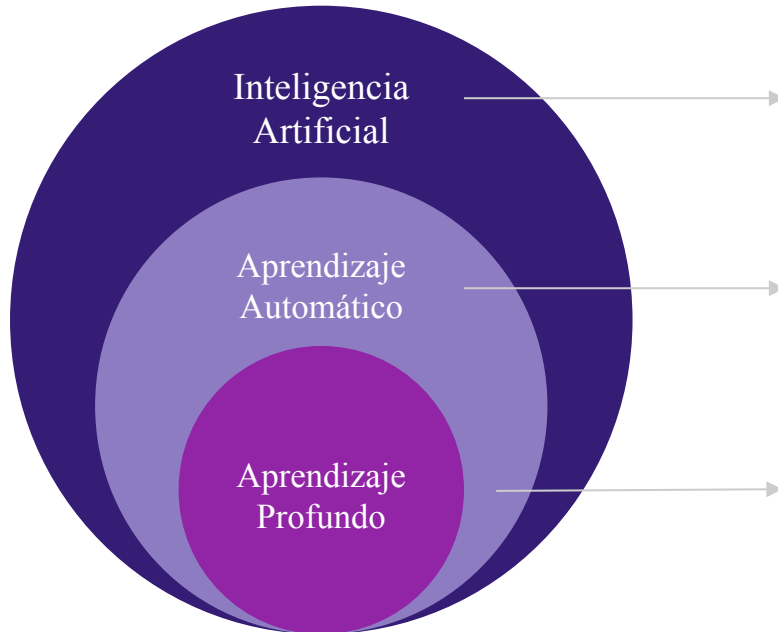 Inteligencia
Artificial
Aprendizaje
Automático
Aprendizaje
Profundo